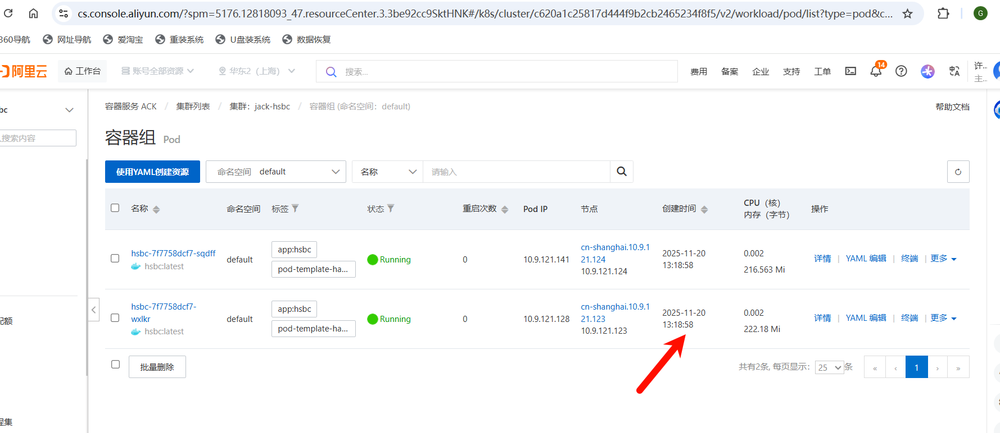 cs.console.aliyun.com/?spm=5176.12818093_47.resourceCenter.3.3be92cc9SktHNK#/k8s/cluster/c620a1c25817d444f9b2cb2465234f8f5/v2/workload/pod/list?type=pod&c...
G
360导航 网址导航 爱淘宝 重装系统 U盘装系统 数据恢复
阿里云 工作台 账号全部资源 华东2（上海） 搜索... 费用 备案 企业 支持 工单 14 许...
主...
bc
搜索内容
配额
程集
容器服务 ACK / 集群列表 / 集群：jack-hsbc / 容器组 (命名空间：default) 帮助文档
容器组 Pod
使用YAML创建资源 命名空间 default 名称 请输入
名称 命名空间 标签 状态 重启次数 Pod IP 节点 创建时间 CPU（核）
内存（字节） 操作
hsbc-7f7758dcf7-sqdff
hsbc:latest
default
app:hsbc
pod-template-ha...
Running
0
10.9.121.141
cn-shanghai.10.9.1
21.124
10.9.121.124
2025-11-20
13:18:58
0.002
216.563 Mi
详情 | YAML 编辑 | 终端 | 更多
hsbc-7f7758dcf7-
wxlkr
hsbc:latest
default
app:hsbc
pod-template-ha...
Running
0
10.9.121.128
cn-shanghai.10.9.1
21.123
10.9.121.123
2025-11-20
13:18:58
0.002
222.18 Mi
详情 | YAML 编辑 | 终端 | 更多
批量删除 共有2条, 每页显示： 25 条 « ‹ 1 › »